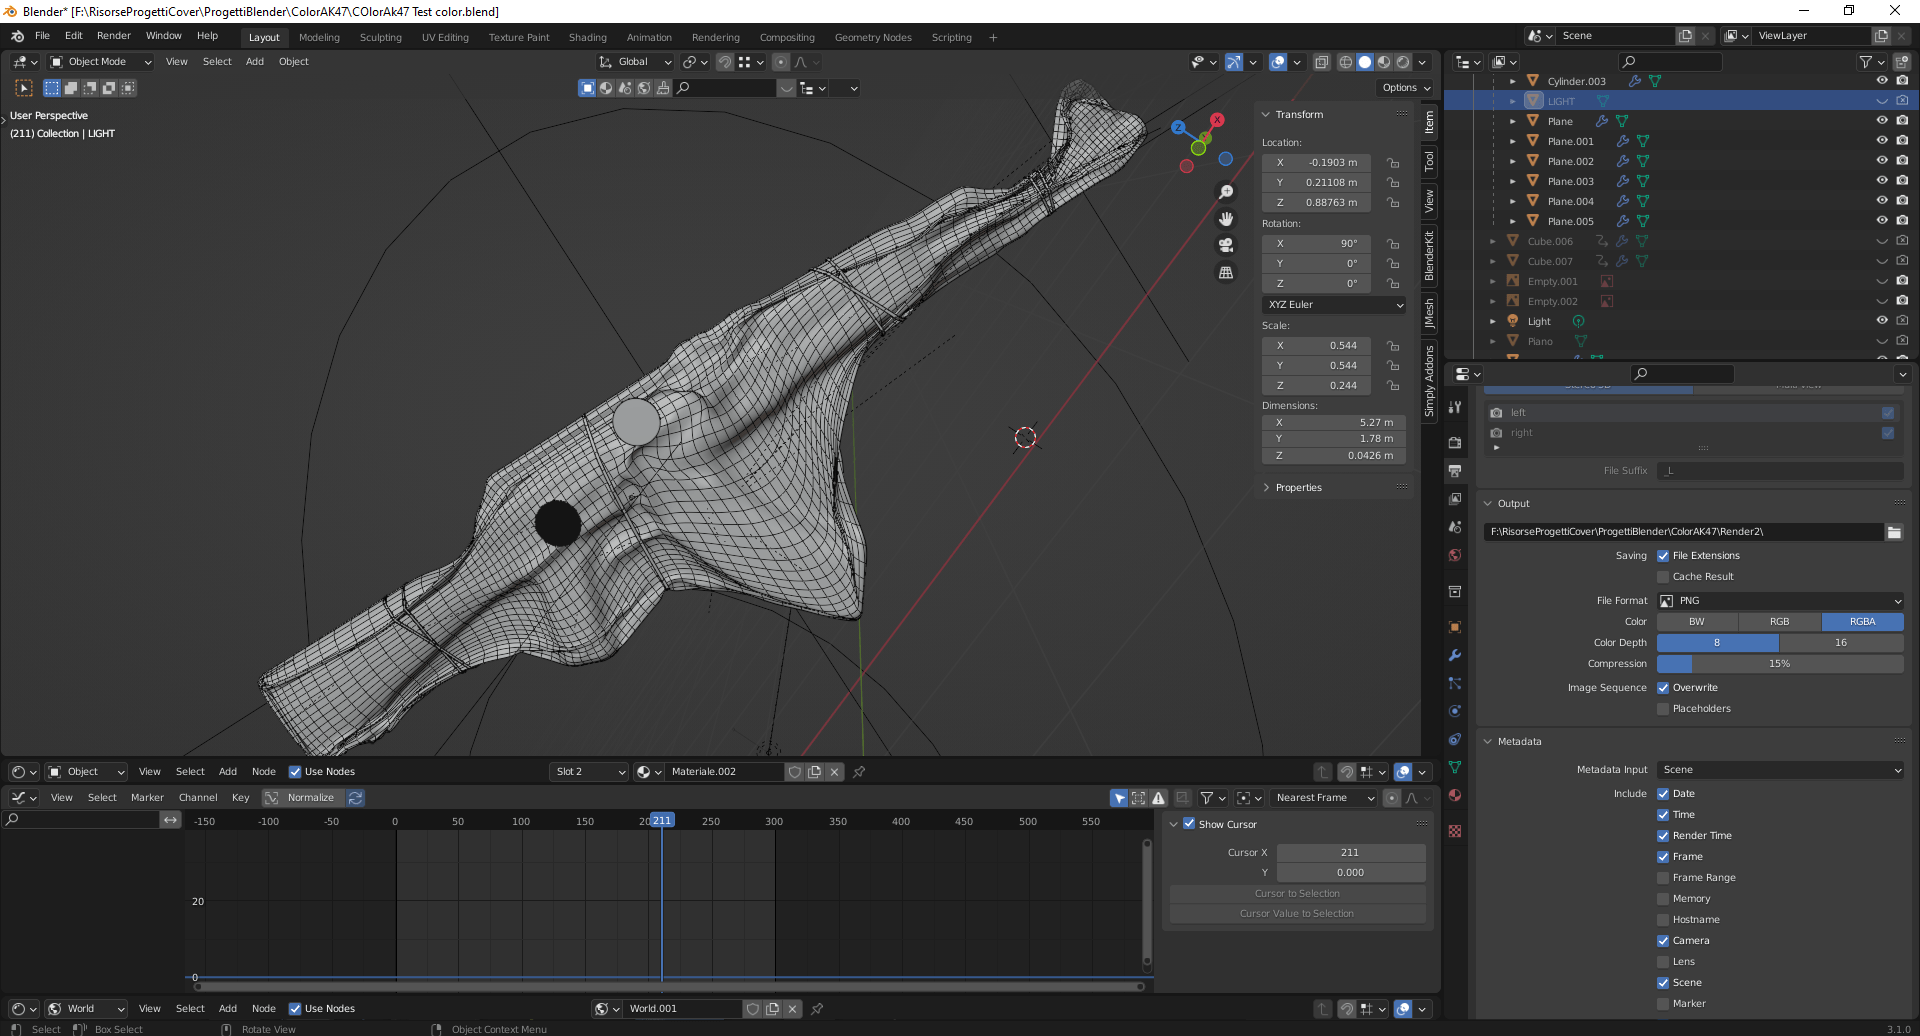 Blender* [F:\RisorseProgettiCover\ProgettiBlender\ColorAK47\COlorAk47 Test color.blend]
File Edit Render Window Help Layout Modeling Sculpting UV Editing Texture Paint Shading Animation Rendering Compositing Geometry Nodes Scripting + Scene ViewLayer
Object Mode View Select Add Object Global
Options
User Perspective
(211) Collection | LIGHT
Z X Y
Transform
Location:
X -0.1903 m
Y 0.21108 m
Z 0.88763 m
Rotation:
X 90°
Y 0°
Z 0°
XYZ Euler
Scale:
X 0.544
Y 0.544
Z 0.244
Dimensions:
X 5.27 m
Y 1.78 m
Z 0.0426 m
Properties
Item
Tool
View
BlenderKit
JMesh
Simply Addons
Cylinder.003
LIGHT
Plane
Plane.001
Plane.002
Plane.003
Plane.004
Plane.005
Cube.006
Cube.007
Empty.001
Empty.002
Light
Piano
left
right
File Suffix _L
Output
F:\RisorseProgettiCover\ProgettiBlender\ColorAK47\Render2\
Saving File Extensions
Cache Result
File Format PNG
Color BW RGB RGBA
Color Depth 8 16
Compression 15%
Image Sequence Overwrite
Placeholders
Metadata
Metadata Input Scene
Include Date
Time
Render Time
Frame
Frame Range
Memory
Hostname
Camera
Lens
Scene
Marker
Object View Select Add Node Use Nodes Slot 2 Materiale.002
View Select Marker Channel Key Normalize Nearest Frame
-150 -100 -50 0 50 100 150 20 211 250 300 350 400 450 500 550
20
0
Show Cursor
Cursor X 211
Y 0.000
Cursor to Selection
Cursor Value to Selection
World View Select Add Node Use Nodes World.001
Select Box Select Rotate View Object Context Menu 3.1.0